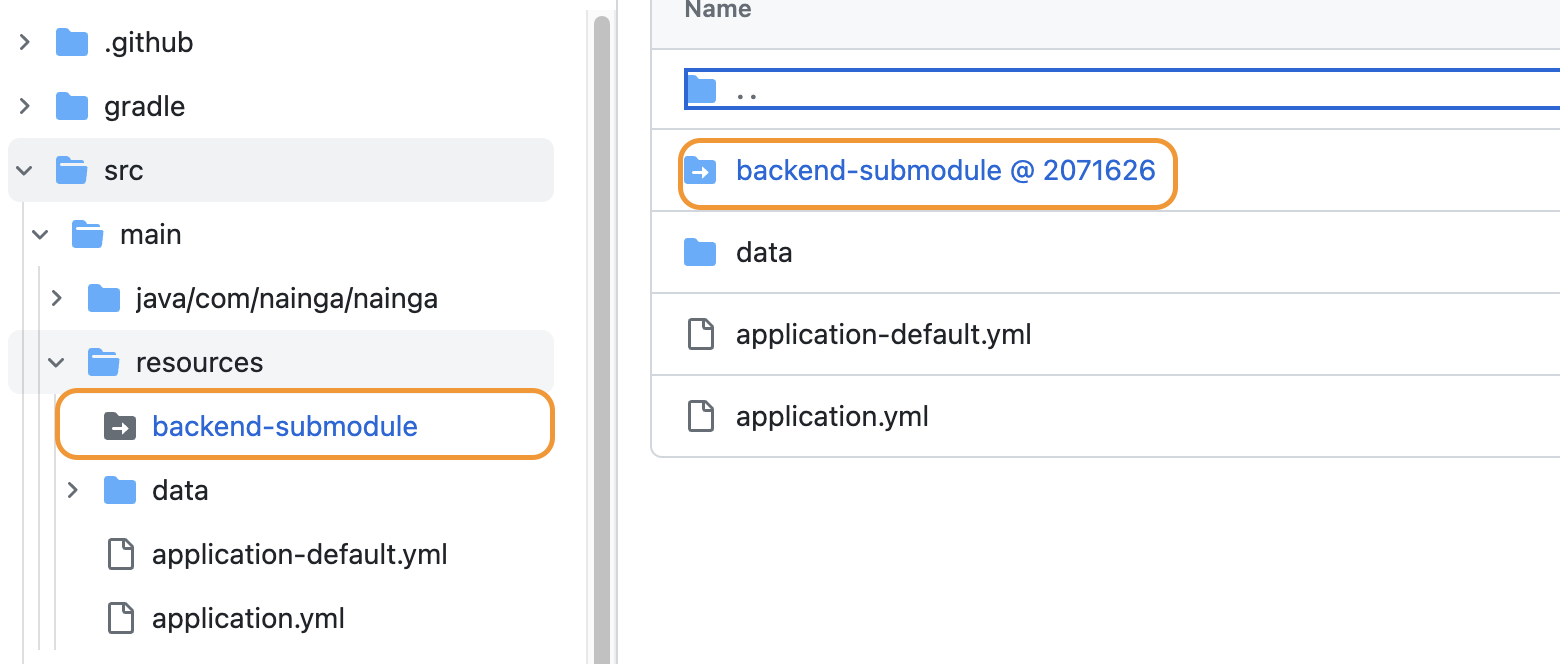 .github
gradle
src
main
java/com/nainga/nainga
resources
backend-submodule
data
application-default.yml
application.yml
Name
..
backend-submodule @ 2071626
data
application-default.yml
application.yml